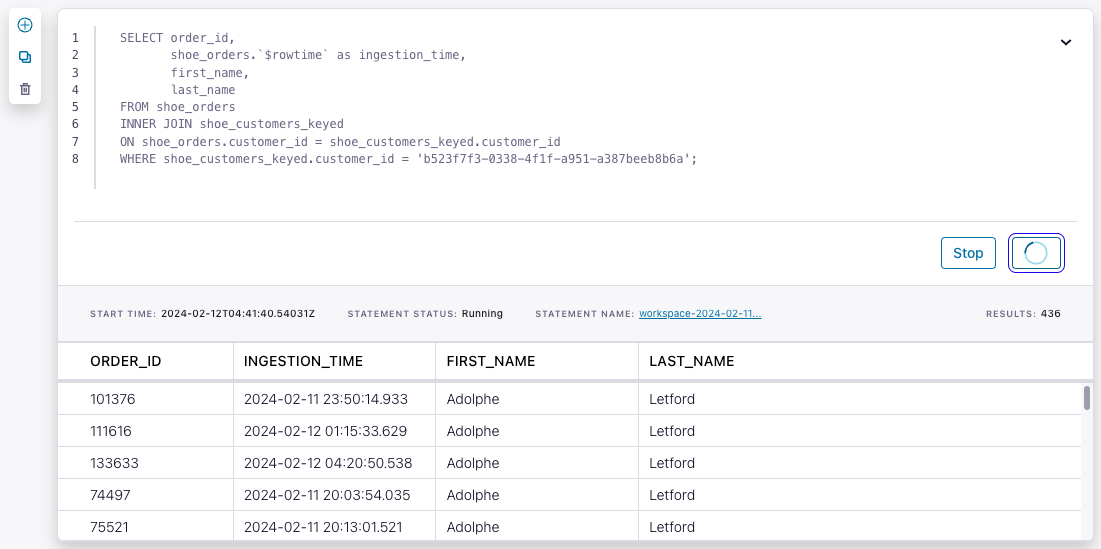 1 SELECT order_id,
2 shoe_orders.`$rowtime` as ingestion_time,
3 first_name,
4 last_name
5 FROM shoe_orders
6 INNER JOIN shoe_customers_keyed
7 ON shoe_orders.customer_id = shoe_customers_keyed.customer_id
8 WHERE shoe_customers_keyed.customer_id = 'b523f7f3-0338-4f1f-a951-a387beeb8b6a';
Stop
START TIME: 2024-02-12T04:41:40.54031Z STATEMENT STATUS: Running STATEMENT NAME: workspace-2024-02-11... RESULTS: 436
ORDER_ID INGESTION_TIME FIRST_NAME LAST_NAME
101376 2024-02-11 23:50:14.933 Adolphe Letford
111616 2024-02-12 01:15:33.629 Adolphe Letford
133633 2024-02-12 04:20:50.538 Adolphe Letford
74497 2024-02-11 20:03:54.035 Adolphe Letford
75521 2024-02-11 20:13:01.521 Adolphe Letford